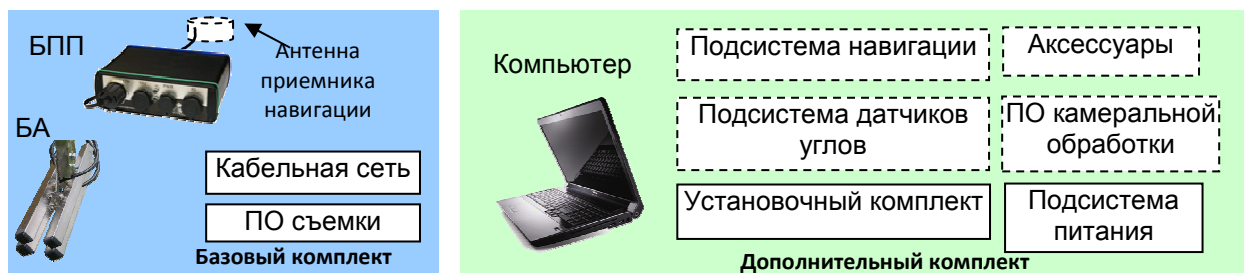 БПП
Антенна
приемника
навигации
БА
Кабельная сеть
ПО съемки
Базовый комплект
Компьютер
Подсистема навигации
Аксессуары
Подсистема датчиков
углов
ПО камеральной
обработки
Установочный комплект
Подсистема
питания
Дополнительный комплект